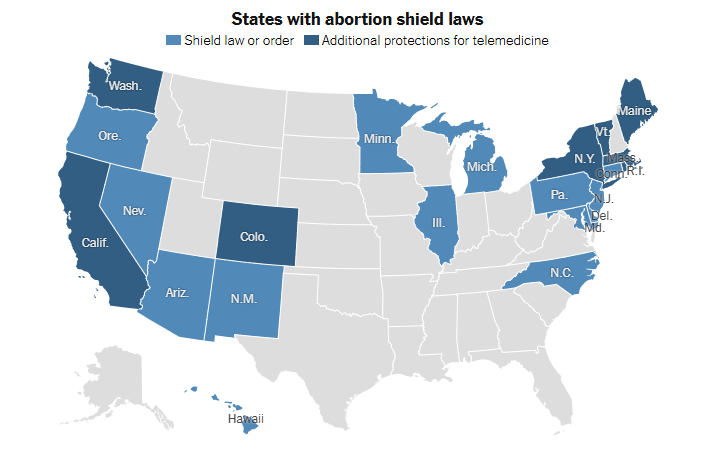 States with abortion shield laws
Shield law or order Additional protections for telemedicine
Wash.
Maine
Ore.
Minn.
Vt.
Mich.
N.Y.
Mass.
Conn.
R.I.
Pa.
N.J.
Nev.
Ill.
Del.
Md.
Calif.
Colo.
N.C.
Ariz.
N.M.
Hawaii